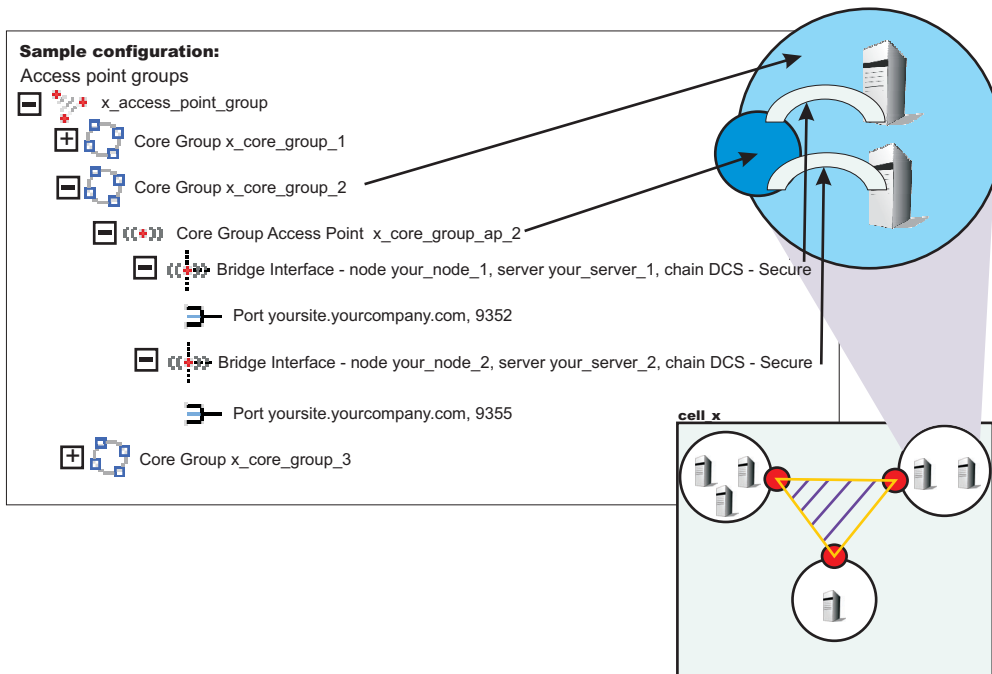 Sample configuration:
Access point groups
x_access_point_group
Core Group x_core_group_1
Core Group x_core_group_2
Core Group Access Point x_core_group_ap_2
Bridge Interface - node your_node_1, server your_server_1, chain DCS - Secure
Port yoursite.yourcompany.com, 9352
Bridge Interface - node your_node_2, server your_server_2, chain DCS - Secure
Port yoursite.yourcompany.com, 9355
Core Group x_core_group_3
cell_x